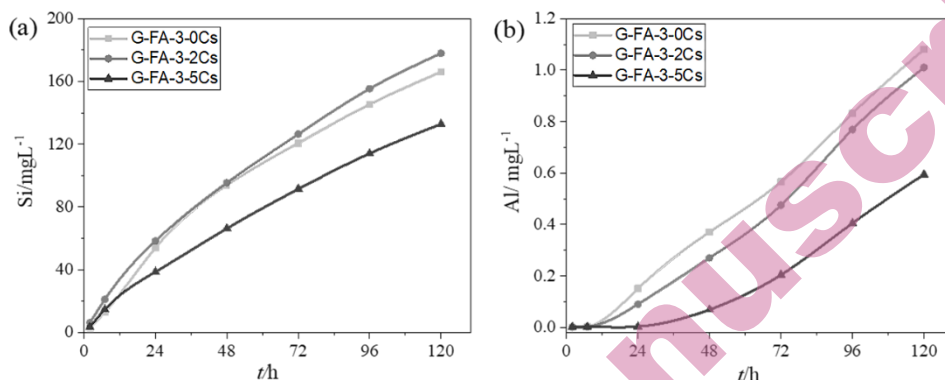 (a)
G-FA-3-0Cs
G-FA-3-2Cs
G-FA-3-5Cs
Si/mgL⁻¹
200
160
120
80
40
0
0 24 48 72 96 120
t/h
(b)
G-FA-3-0Cs
G-FA-3-2Cs
G-FA-3-5Cs
Al/ mgL⁻¹
1.2
1.0
0.8
0.6
0.4
0.2
0.0
0 24 48 72 96 120
t/h
nuscr